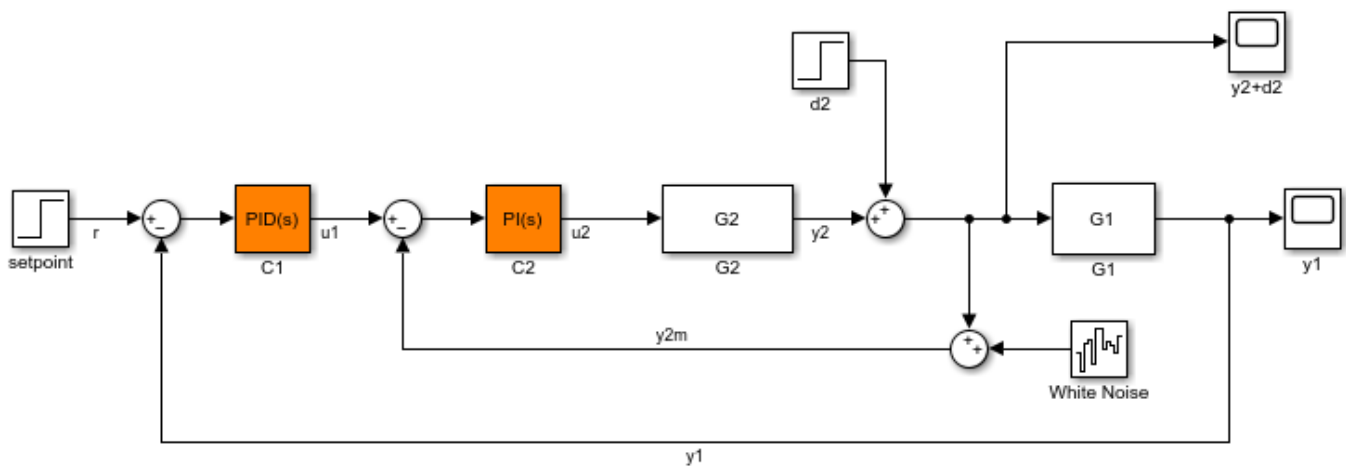 d2
y2+d2
r
setpoint
PID(s)
C1
u1
PI(s)
C2
u2
G2
G2
y2
G1
G1
y1
y2m
White Noise
y1